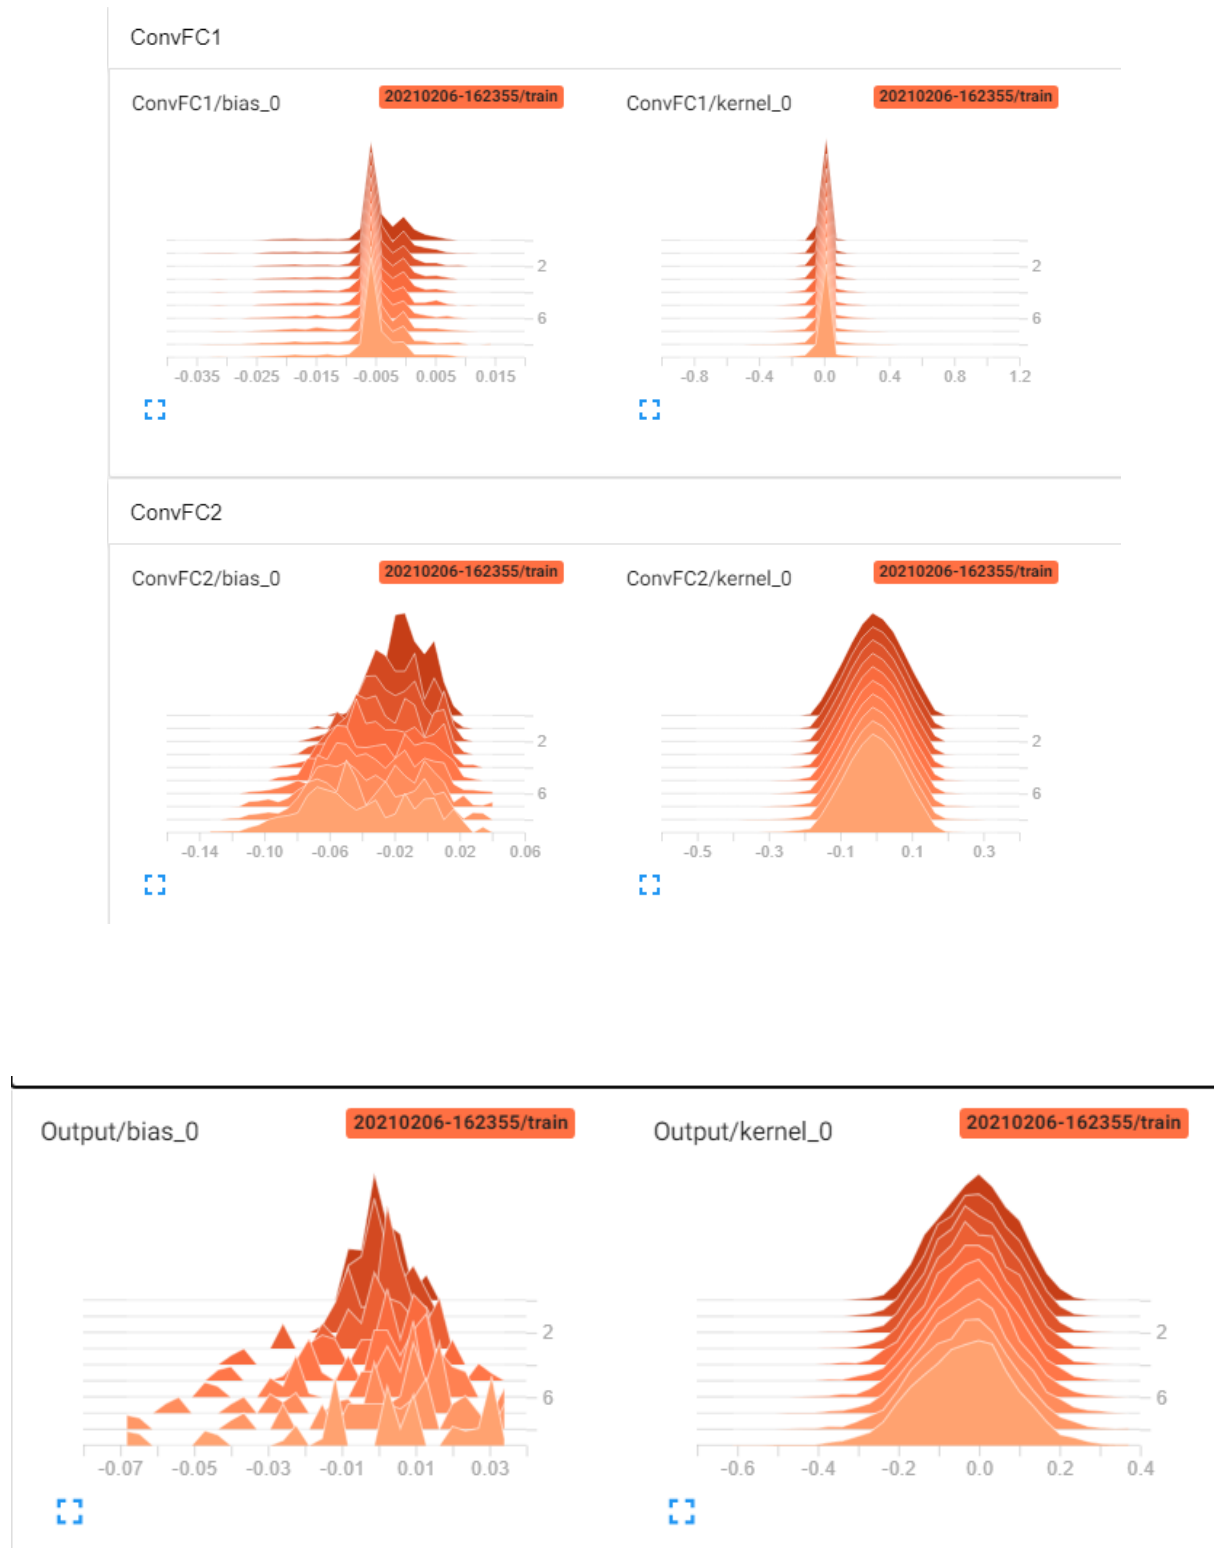 ConvFC1
ConvFC1/bias_0 20210206-162355/train ConvFC1/kernel_0 20210206-162355/train
2 2
6 6
-0.035 -0.025 -0.015 -0.005 0.005 0.015 -0.8 -0.4 0.0 0.4 0.8 1.2
ConvFC2
ConvFC2/bias_0 20210206-162355/train ConvFC2/kernel_0 20210206-162355/train
2 2
6 6
-0.14 -0.10 -0.06 -0.02 0.02 0.06 -0.5 -0.3 -0.1 0.1 0.3
Output/bias_0 20210206-162355/train Output/kernel_0 20210206-162355/train
2 2
6 6
-0.07 -0.05 -0.03 -0.01 0.01 0.03 -0.6 -0.4 -0.2 0.0 0.2 0.4